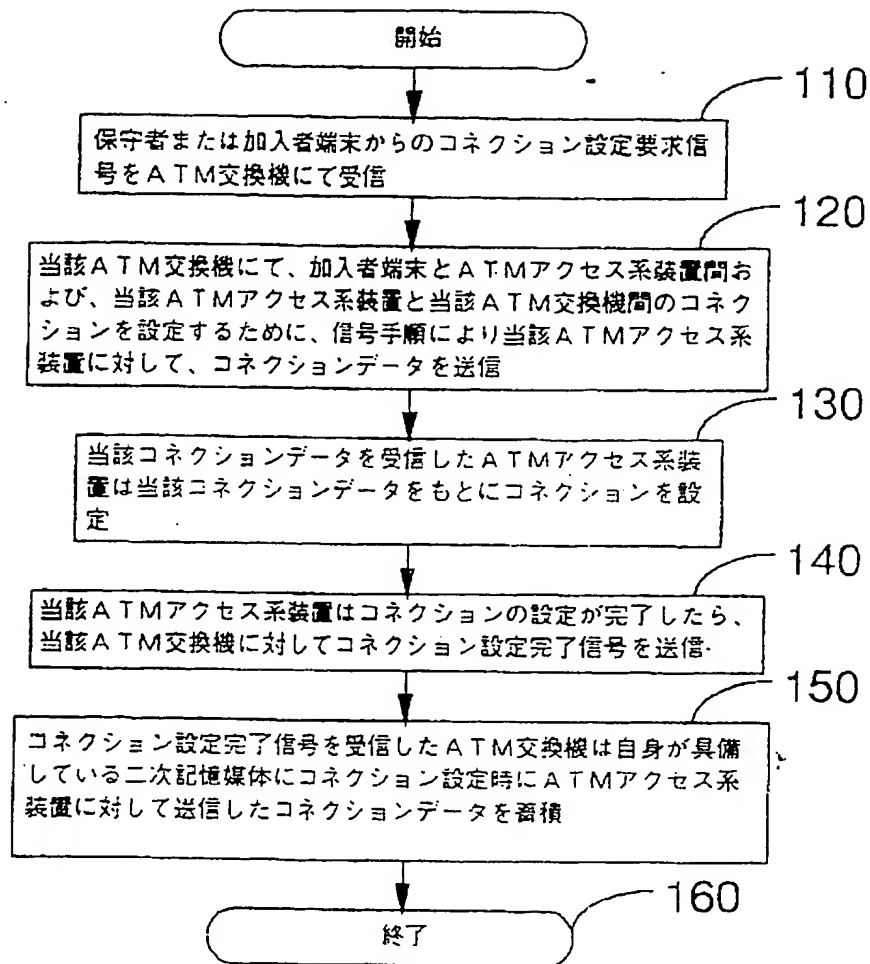 開始
110
保守者または加入者端末からのコネクション設定要求信
号をATM交換機にて受信
120
当該ATM交換機にて、加入者端末とATMアクセス系装置間お
よび、当該ATMアクセス系装置と当該ATM交換機間のコネク
ションを設定するために、信号手順により当該ATMアクセス系
装置に対して、コネクションデータを送信
130
当該コネクションデータを受信したATMアクセス系装
置は当該コネクションデータをもとにコネクションを設
定
140
当該ATMアクセス系装置はコネクションの設定が完了したら、
当該ATM交換機に対してコネクション設定完了信号を送信
150
コネクション設定完了信号を受信したATM交換機は自身が具備
している二次記憶媒体にコネクション設定時にATMアクセス系
装置に対して送信したコネクションデータを蓄積
160
終了